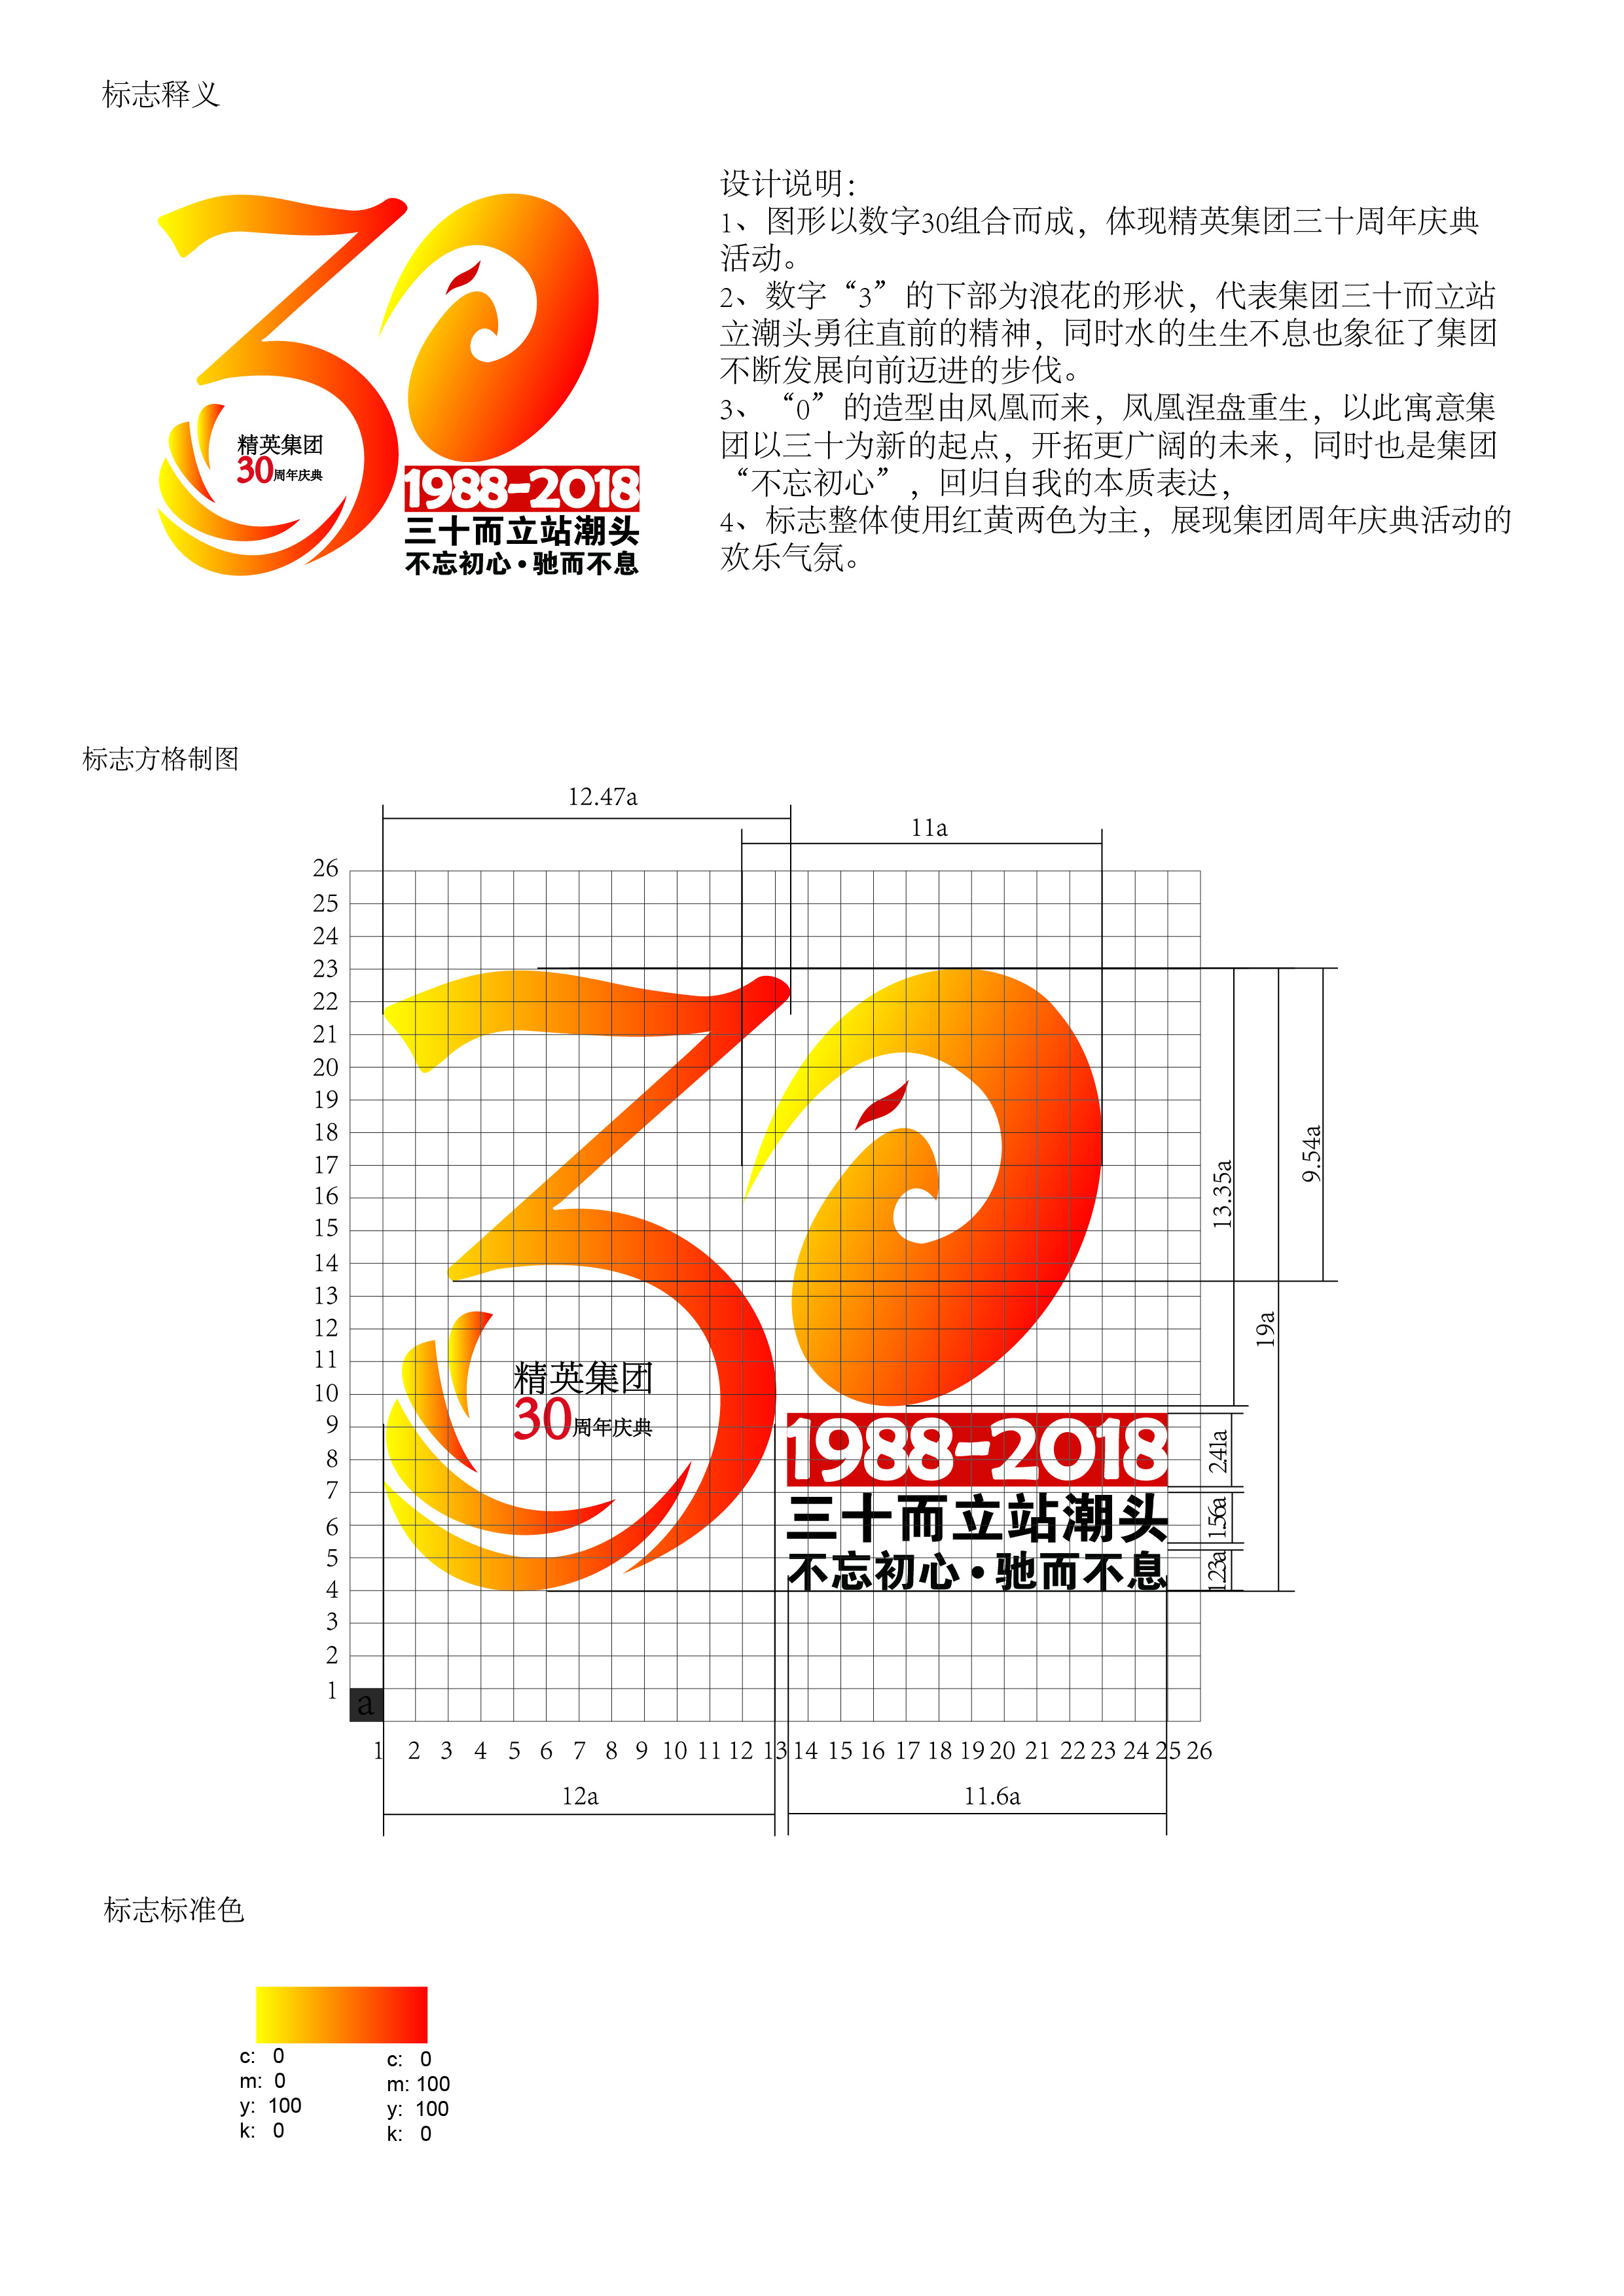 标志释义
精英集团
30周年庆典
1988-2018
三十而立站潮头
不忘初心·驰而不息
设计说明：
1、图形以数字30组合而成，体现精英集团三十周年庆典
活动。
2、数字“3”的下部为浪花的形状，代表集团三十而立站
立潮头勇往直前的精神，同时水的生生不息也象征了集团
不断发展向前迈进的步伐。
3、“0”的造型由凤凰而来，凤凰涅盘重生，以此寓意集
团以三十为新的起点，开拓更广阔的未来，同时也是集团
“不忘初心”，回归自我的本质表达，
4、标志整体使用红黄两色为主，展现集团周年庆典活动的
欢乐气氛。
标志方格制图
12.47a
11a
26
25
24
23
22
21
20
19
18
17
16
15
14
13
12
11
10
9
8
7
6
5
4
3
2
1
a
精英集团
30周年庆典
1988-2018
三十而立站潮头
不忘初心·驰而不息
9.54a
13.35a
19a
2.41a
1.56a
1.23a
1 2 3 4 5 6 7 8 9 10 11 12 13 14 15 16 17 18 19 20 21 22 23 24 25 26
12a
11.6a
标志标准色
c: 0
m: 0
y: 100
k: 0
c: 0
m: 100
y: 100
k: 0